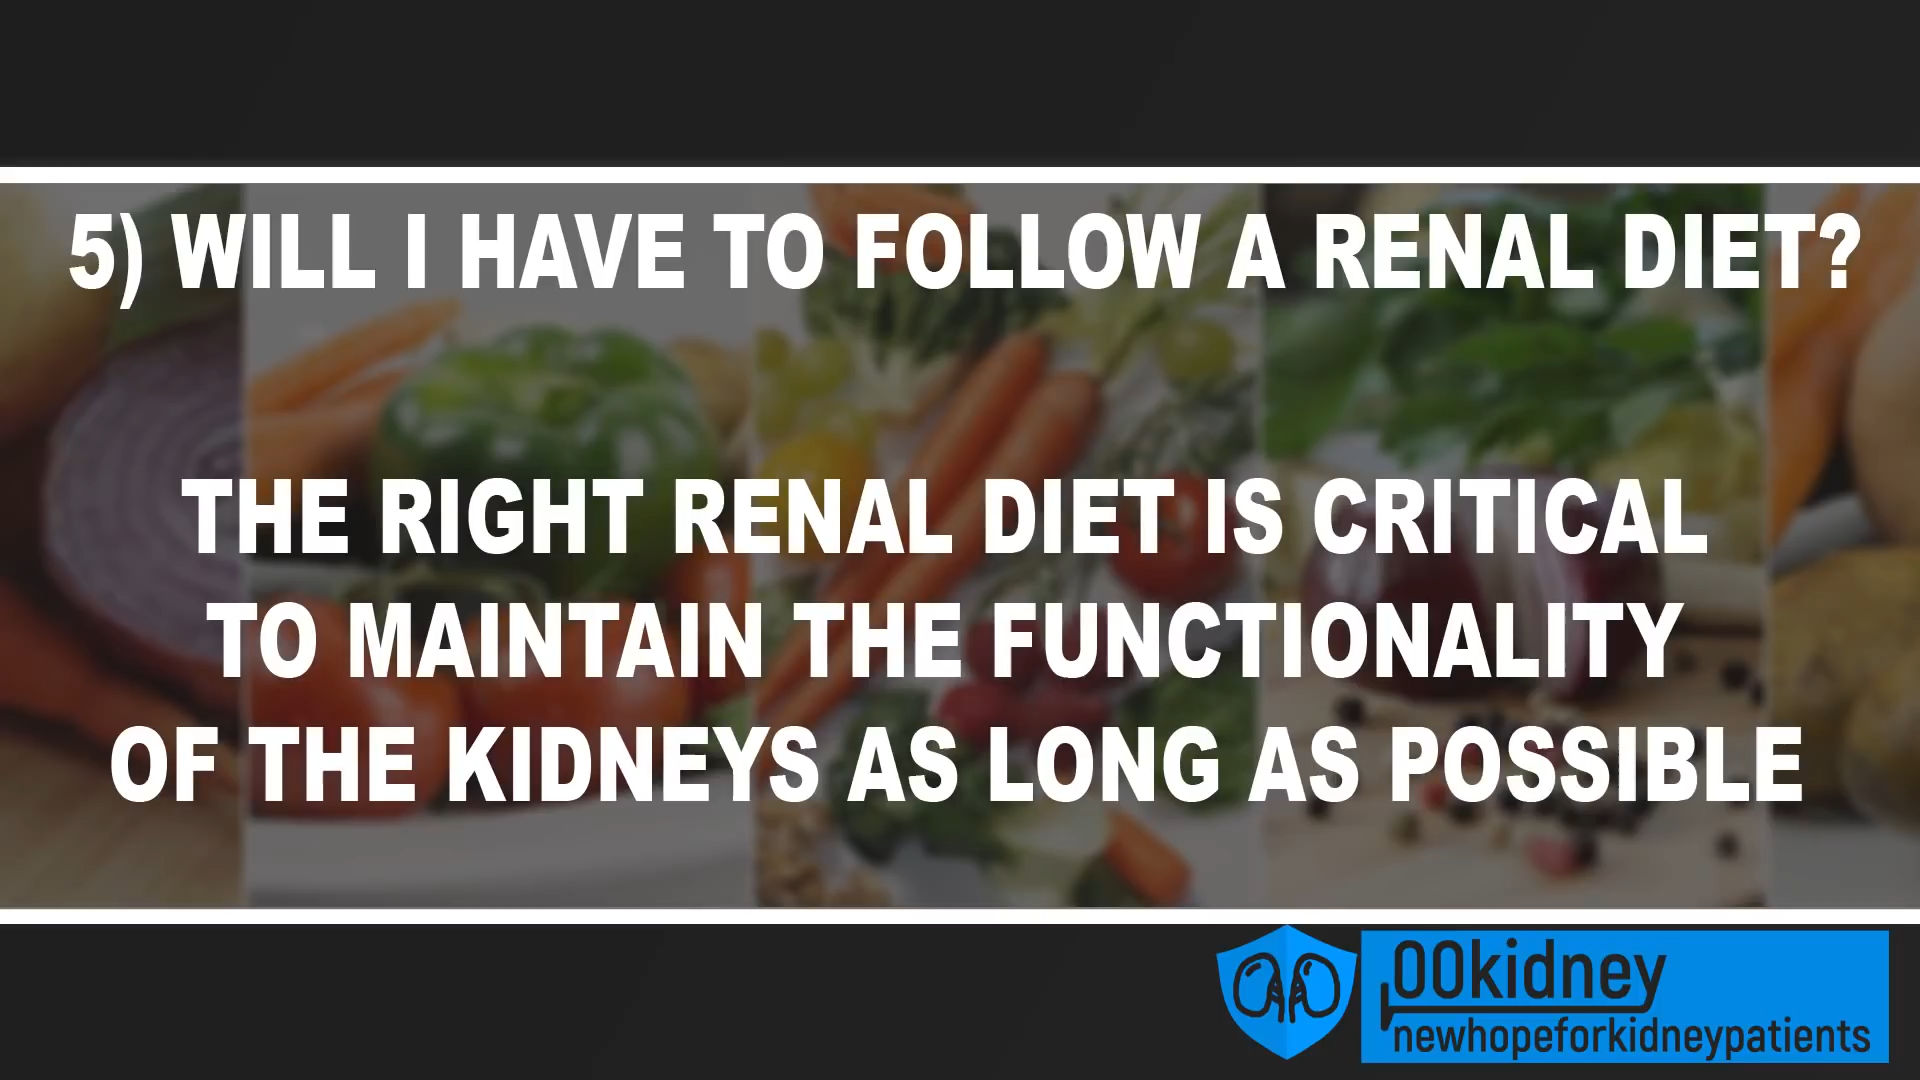 5) WILL I HAVE TO FOLLOW A RENAL DIET?
THE RIGHT RENAL DIET IS CRITICAL
TO MAINTAIN THE FUNCTIONALITY
OF THE KIDNEYS AS LONG AS POSSIBLE
00kidney
newhopeforkidneypatients